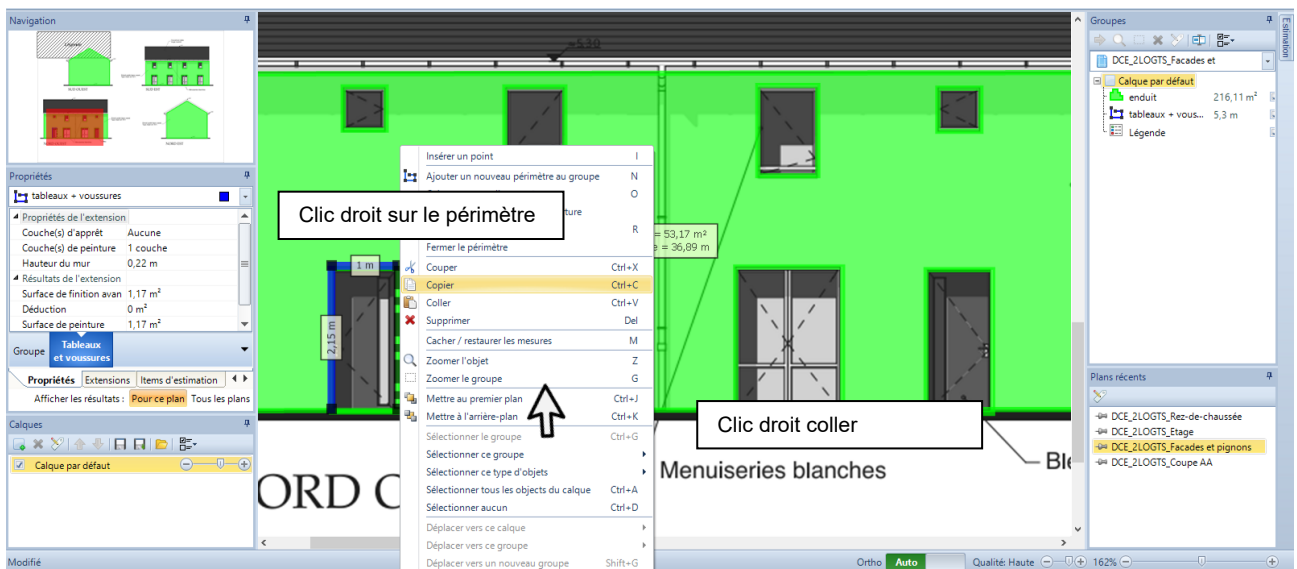 Navigation
Légende
Propriétés
tableaux + voussures
Propriétés de l'extension
Couche(s) d'apprêt Aucune
Couche(s) de peinture 1 couche
Hauteur du mur 0,22 m
Résultats de l'extension
Surface de finition avan 1,17 m²
Déduction 0 m²
Surface de peinture 1,17 m²
Groupe Tableaux et voussures
Propriétés Extensions Items d'estimation
Afficher les résultats : Pour ce plan Tous les plans
Calques
Calque par défaut
Modifié
+5.30
Insérer un point I
Ajouter un nouveau périmètre au groupe N
O
ture
R
Fermer le périmètre
Couper Ctrl+X
Copier Ctrl+C
Coller Ctrl+V
Supprimer Del
Cacher / restaurer les mesures M
Zoomer l'objet Z
Zoomer le groupe G
Mettre au premier plan Ctrl+J
Mettre à l'arrière-plan Ctrl+K
Sélectionner le groupe Ctrl+G
Sélectionner ce groupe
Sélectionner ce type d'objets
Sélectionner tous les objects du calque Ctrl+A
Sélectionner aucun Ctrl+D
Déplacer vers ce calque
Déplacer vers ce groupe
Déplacer vers un nouveau groupe Shift+G
Clic droit sur le périmètre
1 m
2,15 m
= 53,17 m²
= 36,89 m
Clic droit coller
ORD O
Menuiseries blanches
Ble
Ortho Auto Qualité: Haute 162%
Groupes
DCE_2LOGTS_Facades et
Calque par défaut
enduit 216,11 m²
tableaux + vous... 5,3 m
Légende
Plans récents
DCE_2LOGTS_Rez-de-chaussée
DCE_2LOGTS_Etage
DCE_2LOGTS_Facades et pignons
DCE_2LOGTS_Coupe AA
Estimation